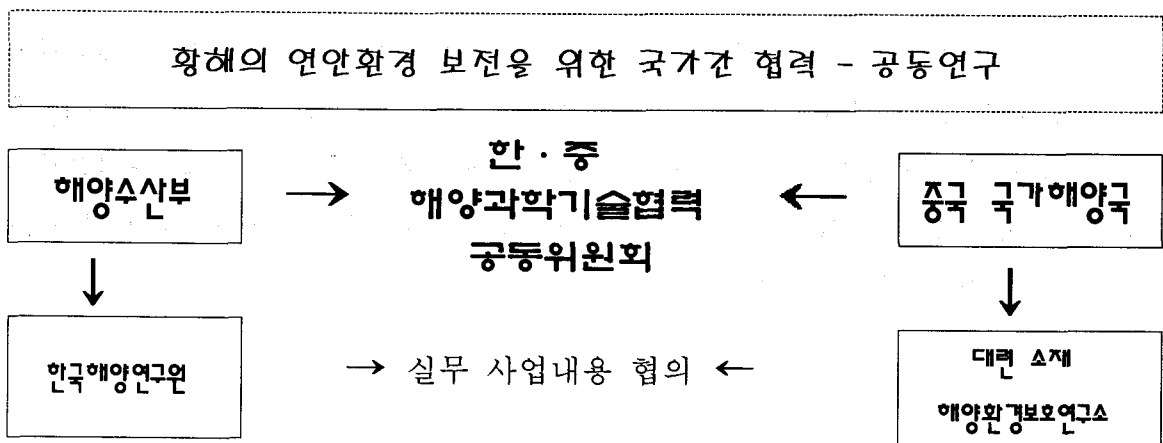 황해의 연안환경 보전을 위한 국가간 협력 - 공동연구
한 · 중
해양수산부 → 해양과학기술협력 ← 중국 국가해양국
공동위원회
↓ ↓
한국해양연구원 → 실무 사업내용 협의 ← 대련 소재
해양환경보호연구소